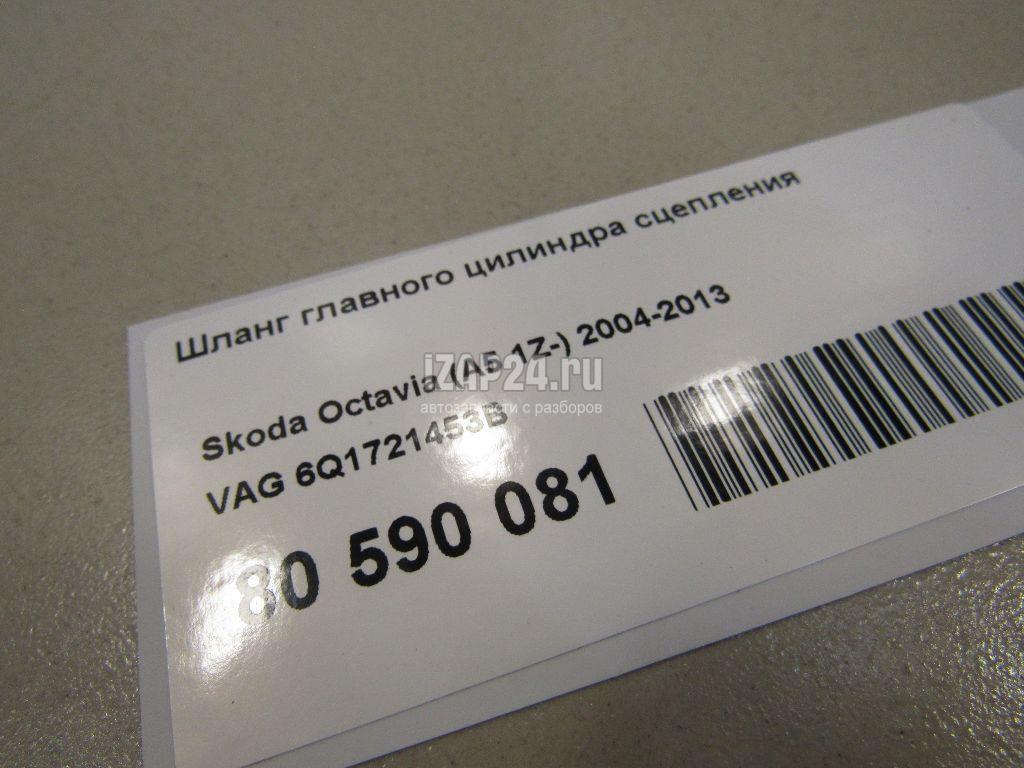 Шланг главного цилиндра сцепления
Skoda Octavia (A5 1Z-) 2004-2013
VAG 6Q1721453B
80 590 081
iZAP24.ru
автозапчасти с разборов